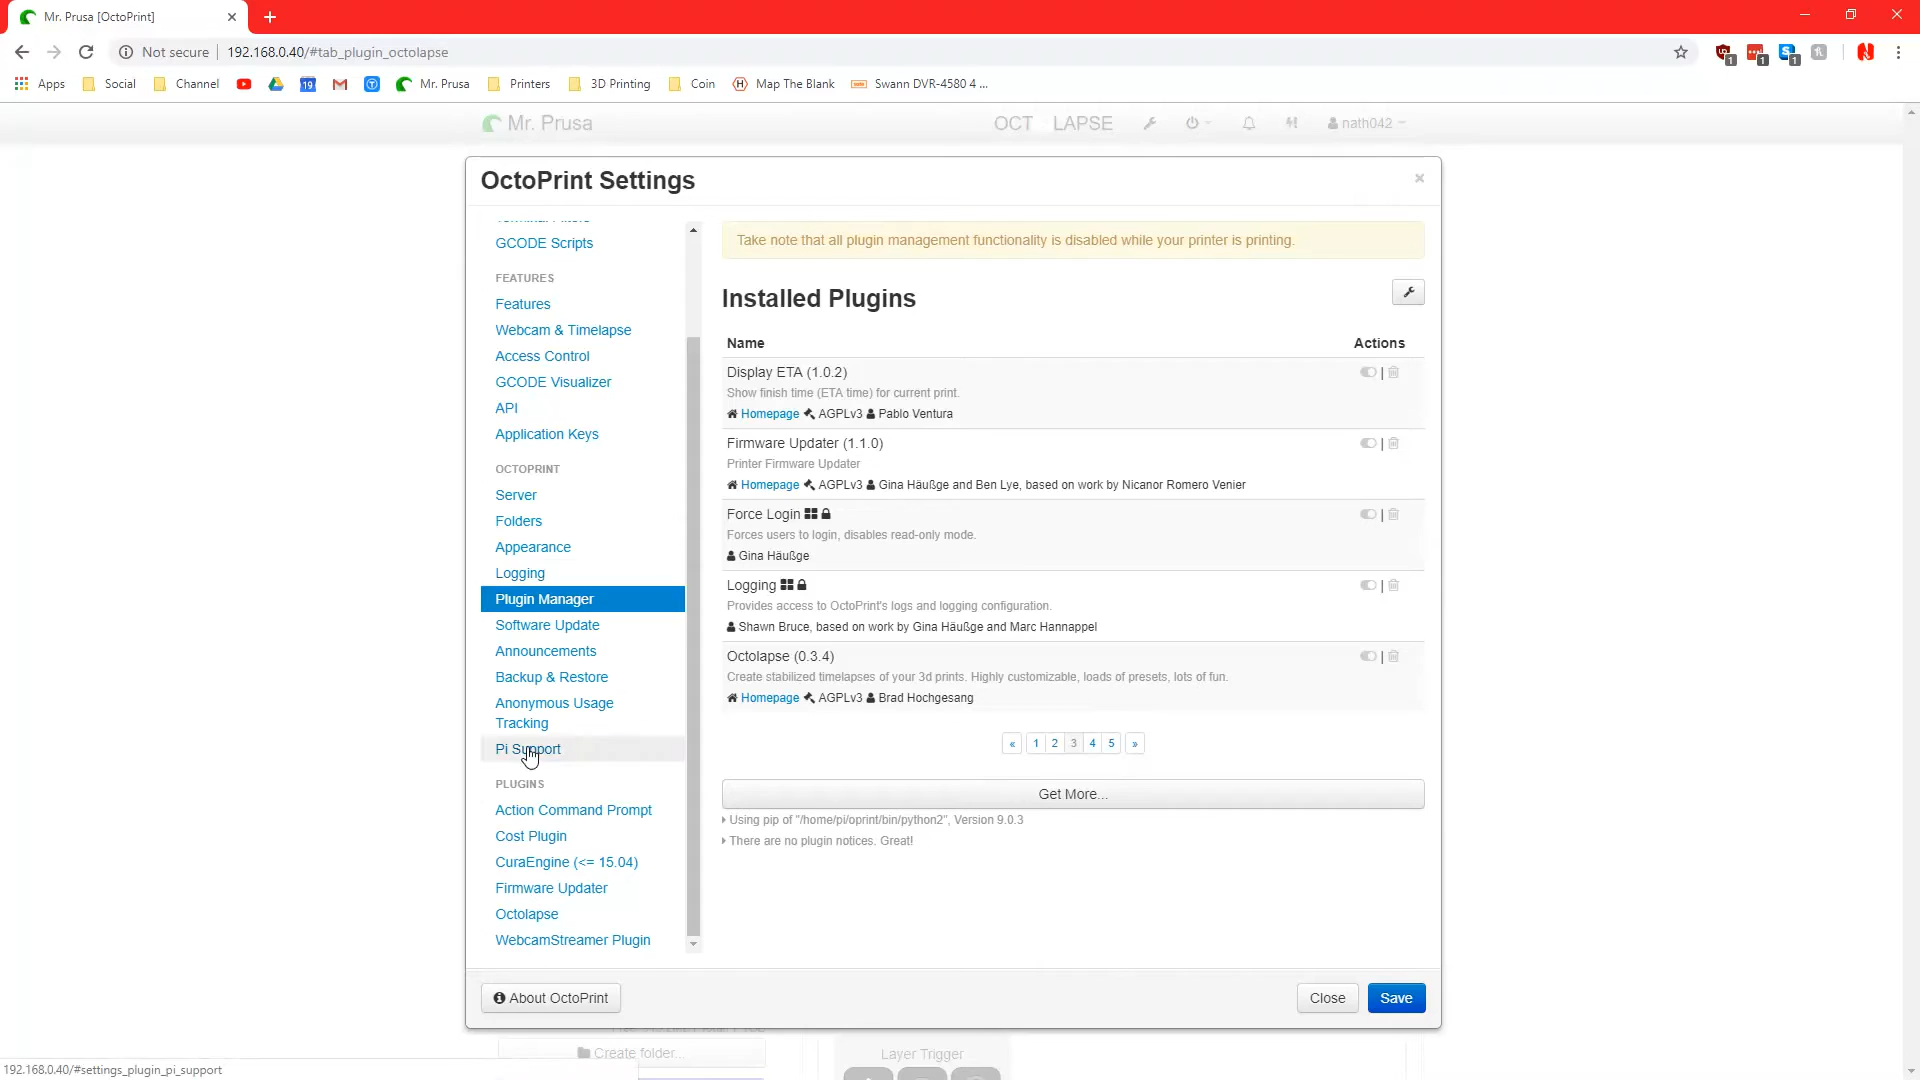 Mr. Prusa [OctoPrint]
Not secure
192.168.0.40/#tab_plugin_octolapse
1
1
1
Apps
Social
Channel
19
Mr. Prusa
Printers
3D Printing
Coin
Map The Blank
Swann DVR-4580 4 ...
Mr. Prusa
OCT LAPSE
nath042
OctoPrint Settings
GCODE Scripts
FEATURES
Features
Webcam & Timelapse
Access Control
GCODE Visualizer
API
Application Keys
OCTOPRINT
Server
Folders
Appearance
Logging
Plugin Manager
Software Update
Announcements
Backup & Restore
Anonymous Usage
Tracking
Pi Support
PLUGINS
Action Command Prompt
Cost Plugin
CuraEngine (<= 15.04)
Firmware Updater
Octolapse
WebcamStreamer Plugin
Take note that all plugin management functionality is disabled while your printer is printing.
Installed Plugins
Name Actions
Display ETA (1.0.2)
Show finish time (ETA time) for current print.
Homepage AGPLv3 Pablo Ventura
Firmware Updater (1.1.0)
Printer Firmware Updater
Homepage AGPLv3 Gina Häußge and Ben Lye, based on work by Nicanor Romero Venier
Force Login
Forces users to login, disables read-only mode.
Gina Häußge
Logging
Provides access to OctoPrint's logs and logging configuration.
Shawn Bruce, based on work by Gina Häußge and Marc Hannappel
Octolapse (0.3.4)
Create stabilized timelapses of your 3d prints. Highly customizable, loads of presets, lots of fun.
Homepage AGPLv3 Brad Hochgesang
« 1 2 3 4 5 »
Get More...
Using pip of "/home/pi/oprint/bin/python2", Version 9.0.3
There are no plugin notices. Great!
About OctoPrint
Close
Save
Create folder...
Layer Trigger
192.168.0.40/#settings_plugin_pi_support